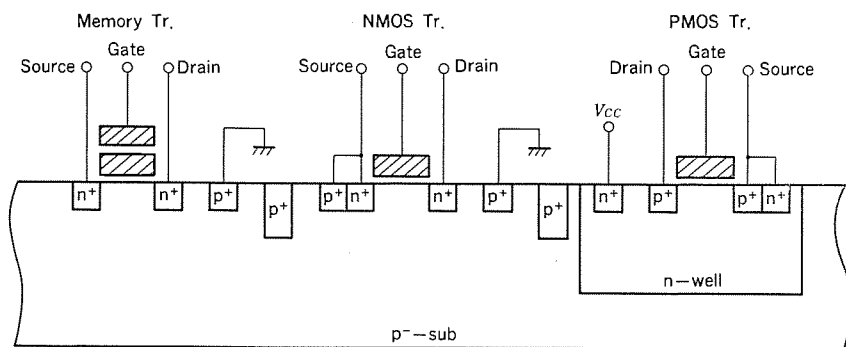 Memory Tr. NMOS Tr. PMOS Tr.
Gate Gate Gate
Source Drain Source Drain Drain Source
Vcc
n+ n+ p+ p+ p+ n+ n+ p+ p+ n+ p+ p+ n+
n−well
p−−sub